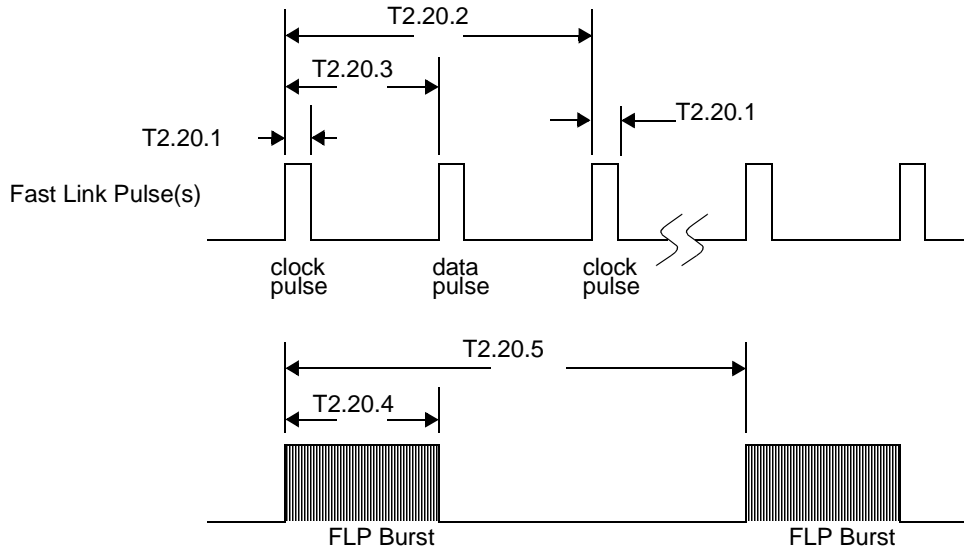 T2.20.2
T2.20.3
T2.20.1
T2.20.1
Fast Link Pulse(s)
clock
pulse
data
pulse
clock
pulse
T2.20.5
T2.20.4
FLP Burst
FLP Burst